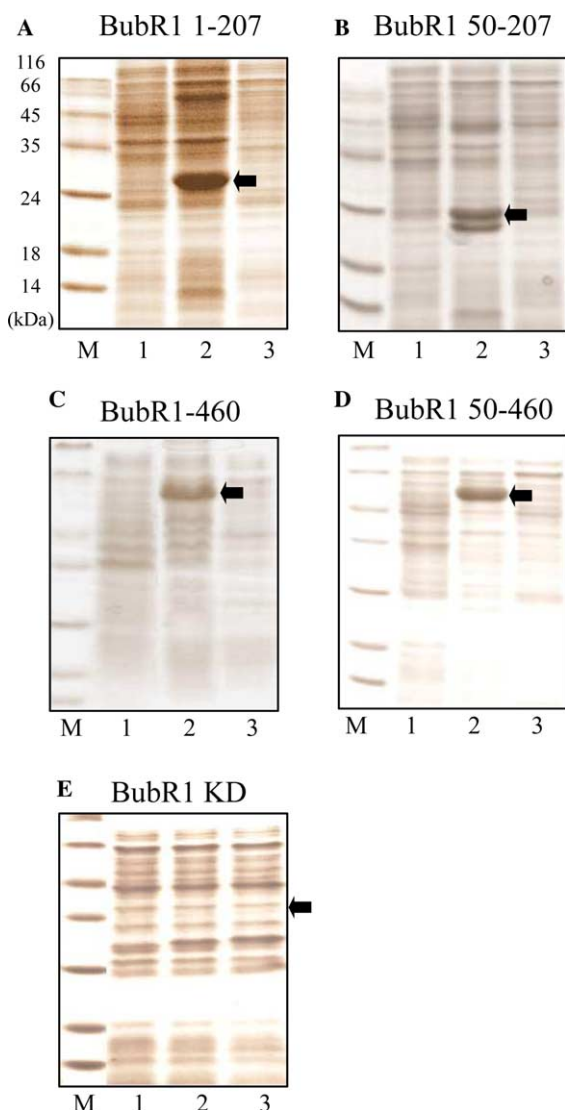 A BubR1 1-207
B BubR1 50-207
116
66
45
35
24
18
14
(kDa)
M 1 2 3
M 1 2 3
C BubR1-460
D BubR1 50-460
M 1 2 3
M 1 2 3
E BubR1 KD
M 1 2 3